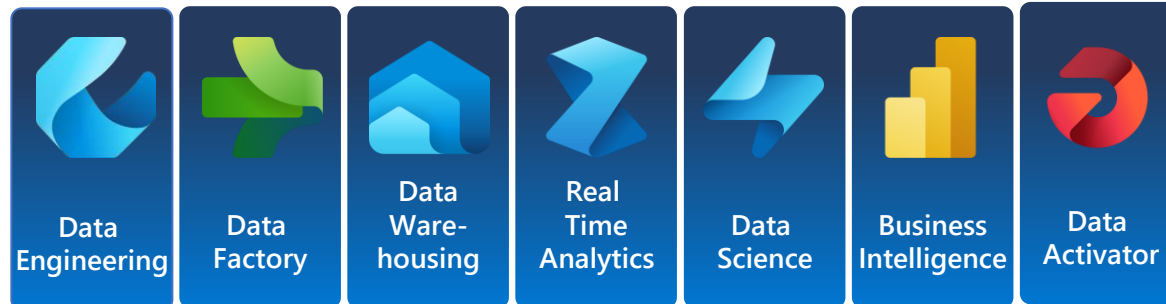 Data
Engineering
Data
Factory
Data
Ware-
housing
Real
Time
Analytics
Data
Science
Business
Intelligence
Data
Activator